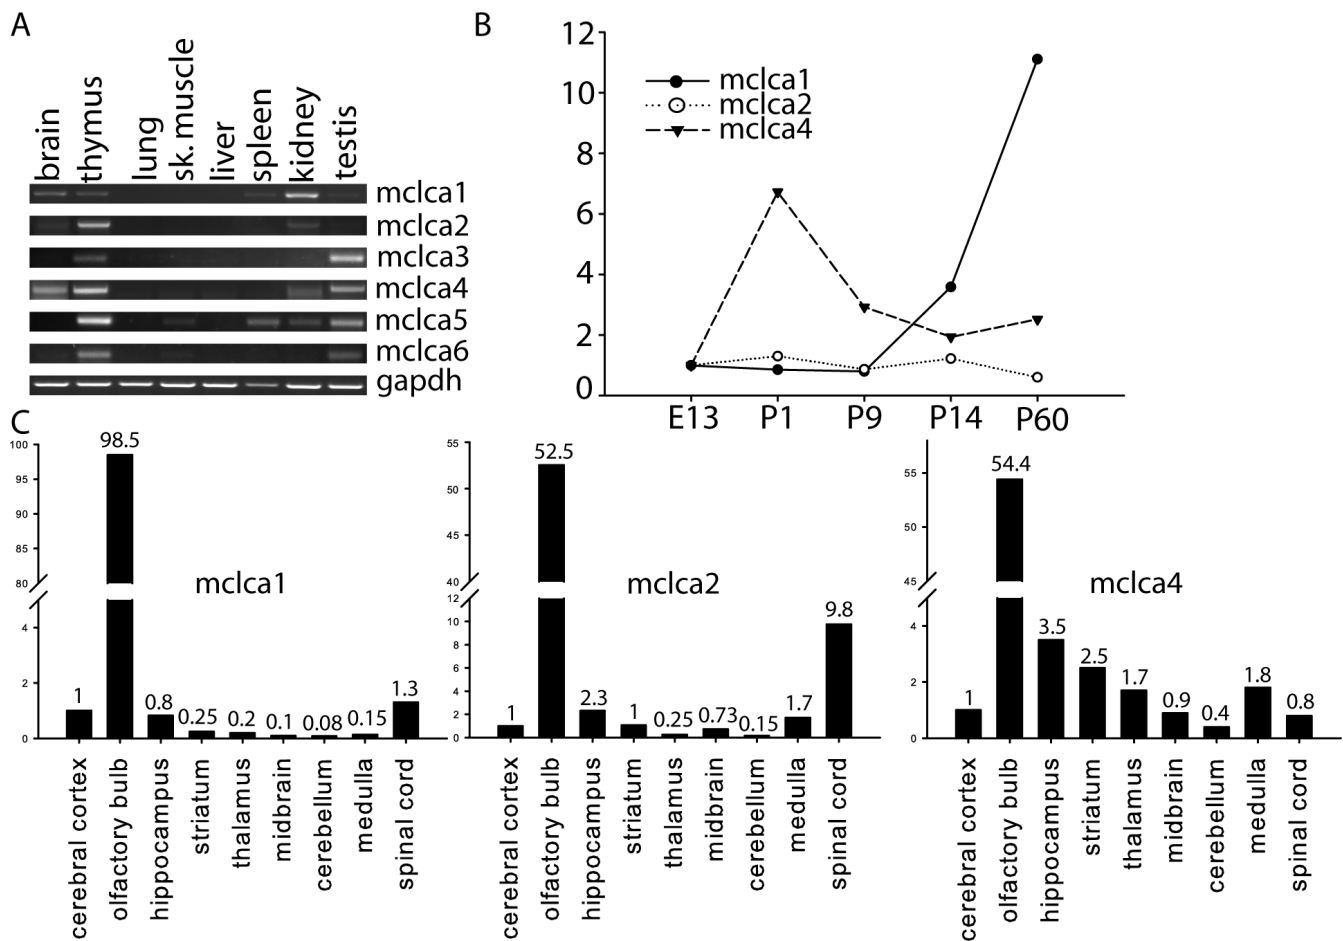 A
brain
thymus
lung
sk. muscle
liver
spleen
kidney
testis
mclca1
mclca2
mclca3
mclca4
mclca5
mclca6
gapdh
B
12
10
8
6
4
2
0
mclca1
mclca2
mclca4
E13 P1 P9 P14 P60
C
100
95
90
85
80
4
2
0
mclca1
98.5
1
0.8
0.25
0.2
0.1
0.08
0.15
1.3
cerebral cortex
olfactory bulb
hippocampus
striatum
thalamus
midbrain
cerebellum
medulla
spinal cord
55
50
45
40
12
10
8
6
4
2
0
mclca2
1
52.5
2.3
1
0.25
0.73
0.15
1.7
9.8
cerebral cortex
olfactory bulb
hippocampus
striatum
thalamus
midbrain
cerebellum
medulla
spinal cord
55
50
45
4
2
0
mclca4
1
54.4
3.5
2.5
1.7
0.9
0.4
1.8
0.8
cerebral cortex
olfactory bulb
hippocampus
striatum
thalamus
midbrain
cerebellum
medulla
spinal cord